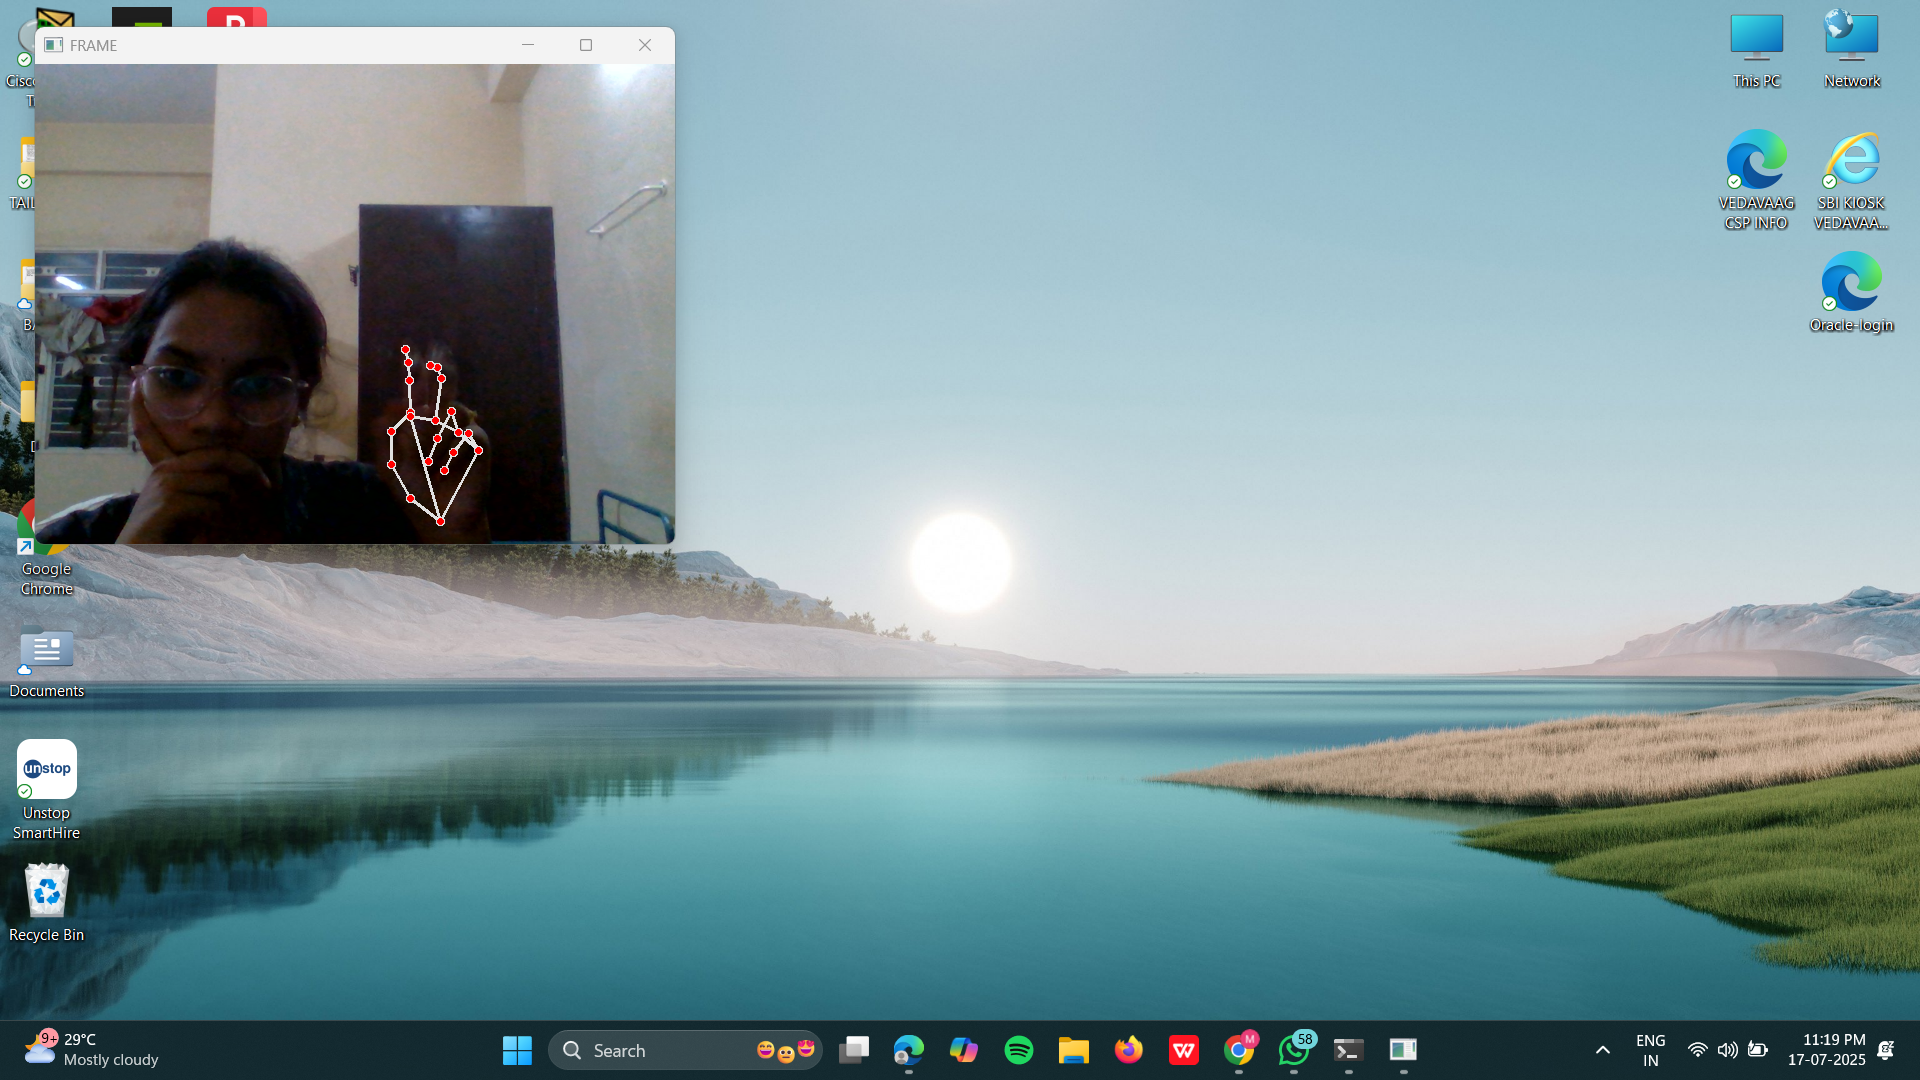 FRAME
Cisc
T
TAIL
BA
D
Google
Chrome
Documents
unstop
Unstop
SmartHire
Recycle Bin
This PC
Network
VEDAVAAG
CSP INFO
SBI KIOSK
VEDAVAA...
Oracle-login
9+
29°C
Mostly cloudy
Search
M
58
ENG
IN
11:19 PM
17-07-2025